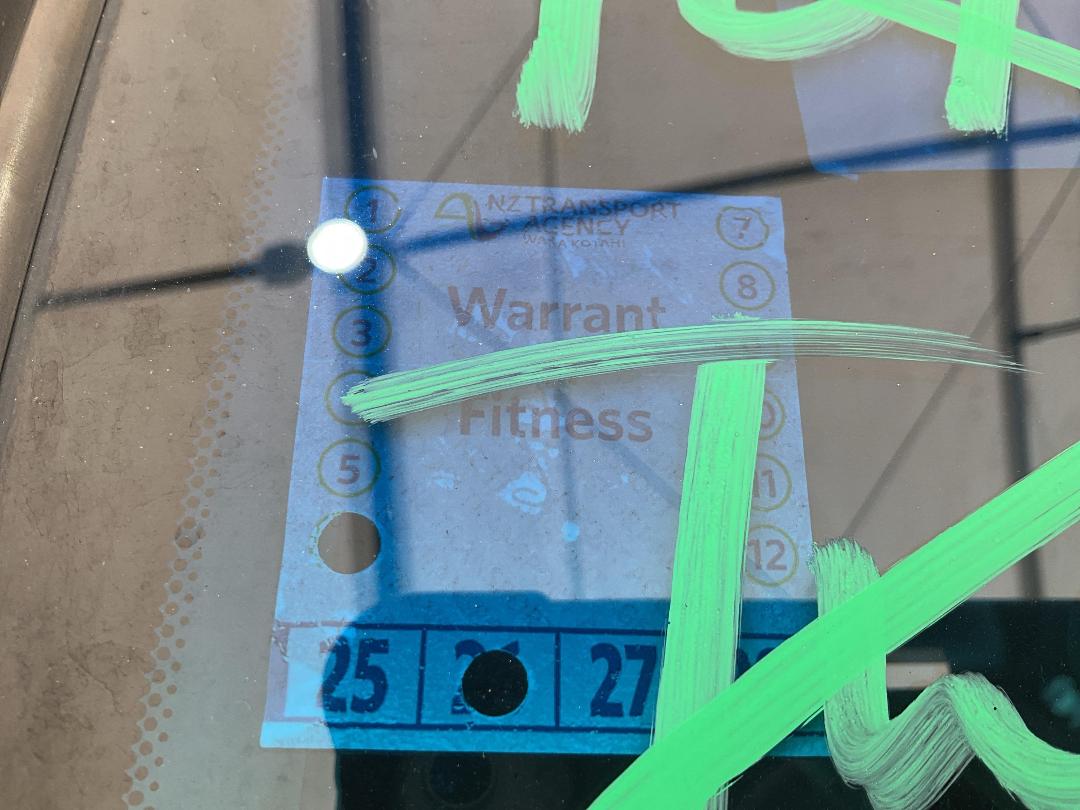 NZ TRANSPORT
AGENCY
WAKA KOTAHI
Warrant
Fitness
1
2
3
5
7
8
11
12
25
27